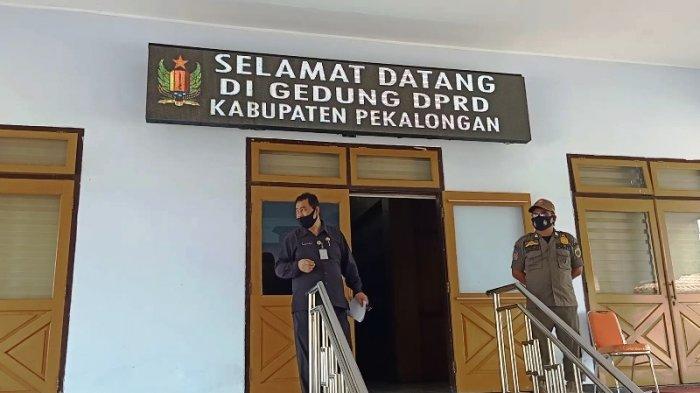 SELAMAT DATANG
DI GEDUNG DPRD
KABUPATEN PEKALONGAN